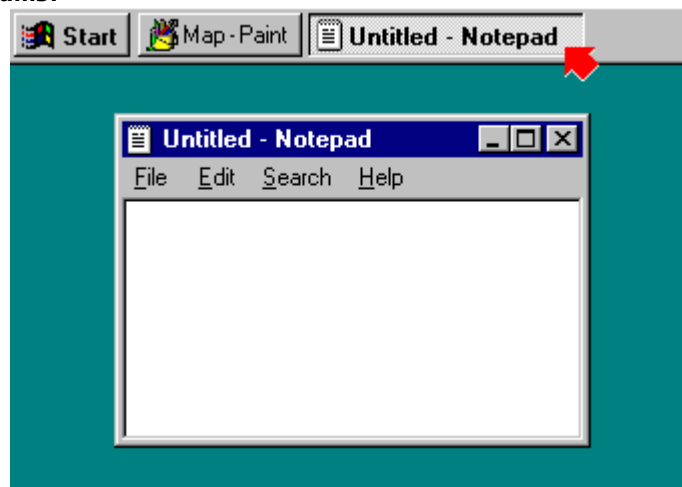 Start Map - Paint Untitled - Notepad
Untitled - Notepad
File Edit Search Help